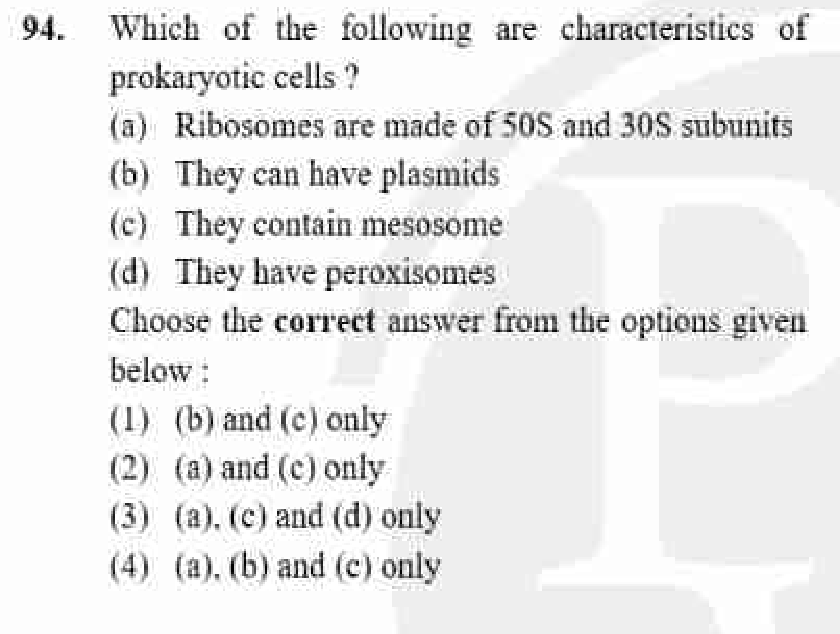 94. Which of the following are characteristics of
prokaryotic cells ?
(a) Ribosomes are made of 50S and 30S subunits
(b) They can have plasmids
(c) They contain mesosome
(d) They have peroxisomes
Choose the correct answer from the options given
below :
(1) (b) and (c) only
(2) (a) and (c) only
(3) (a), (c) and (d) only
(4) (a), (b) and (c) only